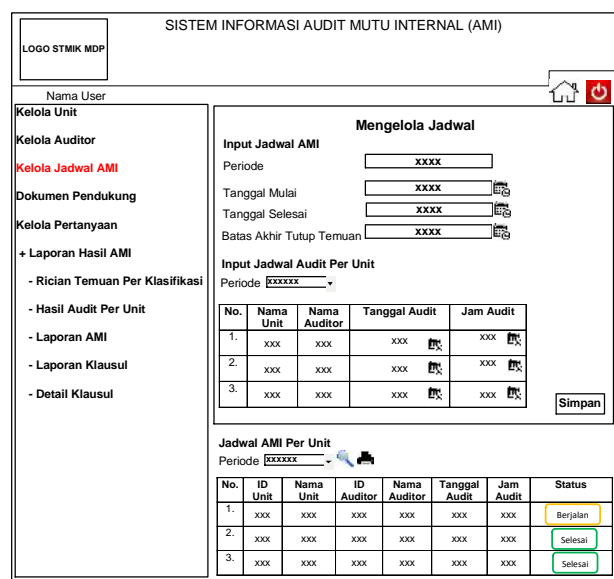 SISTEM INFORMASI AUDIT MUTU INTERNAL (AMI)
LOGO STMIK MDP
Nama User
Kelola Unit
Kelola Auditor
Kelola Jadwal AMI
Dokumen Pendukung
Kelola Pertanyaan
+ Laporan Hasil AMI
- Rician Temuan Per Klasifikasi
- Hasil Audit Per Unit
- Laporan AMI
- Laporan Klausul
- Detail Klausul
Mengelola Jadwal
Input Jadwal AMI
Periode xxxx
Tanggal Mulai xxxx
Tanggal Selesai xxxx
Batas Akhir Tutup Temuan xxxx
Input Jadwal Audit Per Unit
Periode xxxxxx
No. Nama Unit Nama Auditor Tanggal Audit Jam Audit
1. xxx xxx xxx xxx
2. xxx xxx xxx xxx
3. xxx xxx xxx xxx
Simpan
Jadwal AMI Per Unit
Periode xxxxxx
No. ID Unit Nama Unit ID Auditor Nama Auditor Tanggal Audit Jam Audit Status
1. xxx xxx xxx xxx xxx xxx Berjalan
2. xxx xxx xxx xxx xxx xxx Selesai
3. xxx xxx xxx xxx xxx xxx Selesai